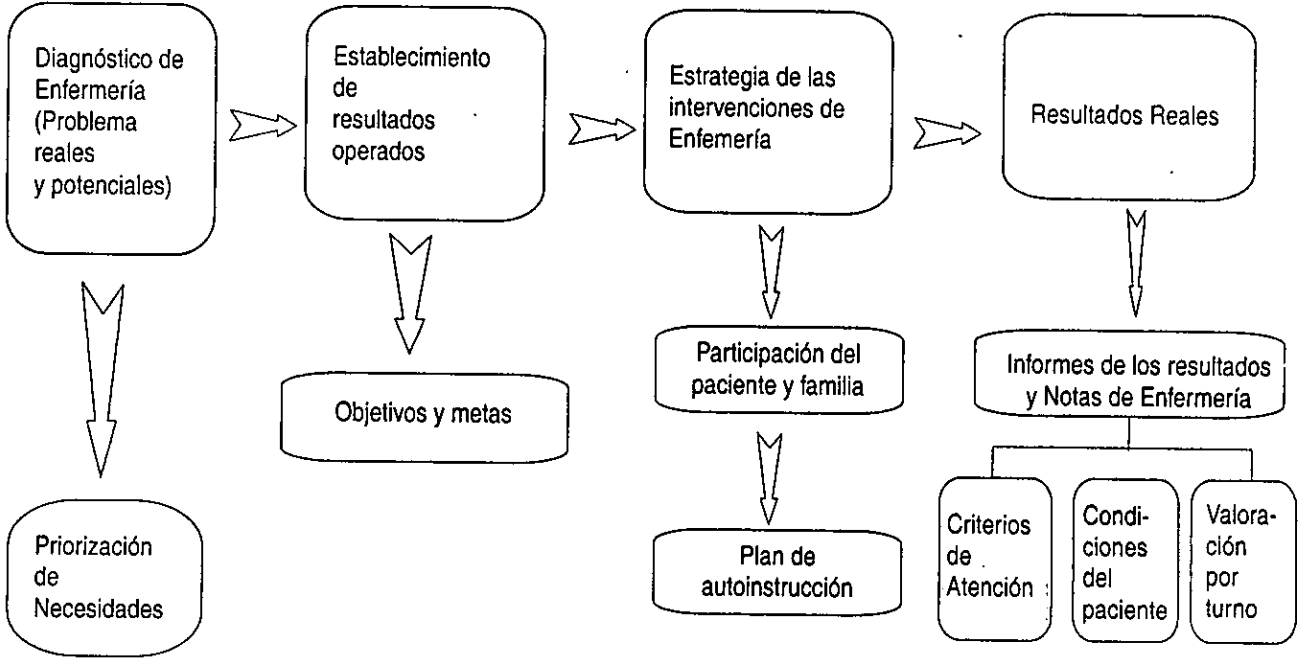 Diagnóstico de
Enfermería
(Problema
reales
y potenciales)
Establecimiento
de
resultados
operados
Estrategia de las
intervenciones de
Enfemería
Resultados Reales
Priorización
de
Necesidades
Objetivos y metas
Participación del
paciente y familia
Plan de
autoinstrucción
Informes de los resultados
y Notas de Enfermería
Criterios
de
Atención
Condi-
ciones
del
paciente
Valora-
ción
por
turno